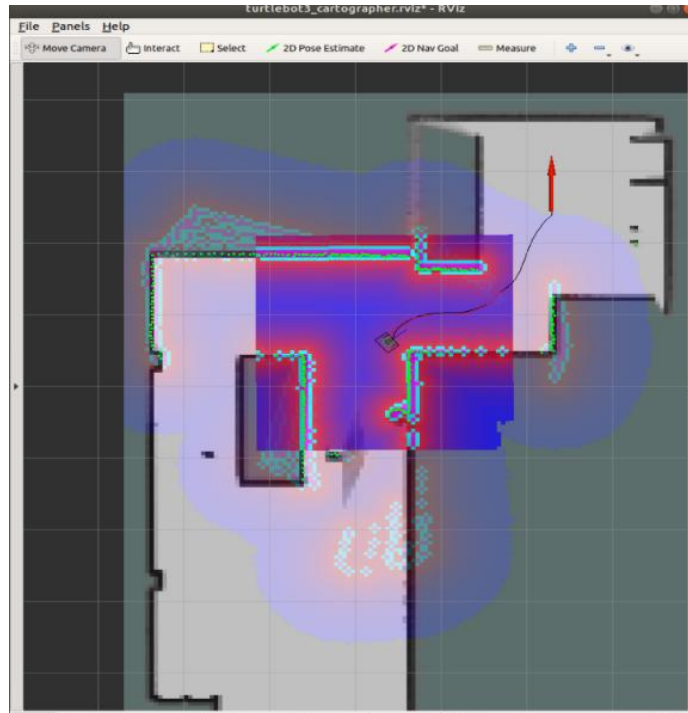 turtlebot3_cartographer.rviz* - RViz
File Panels Help
Move Camera Interact Select 2D Pose Estimate 2D Nav Goal Measure